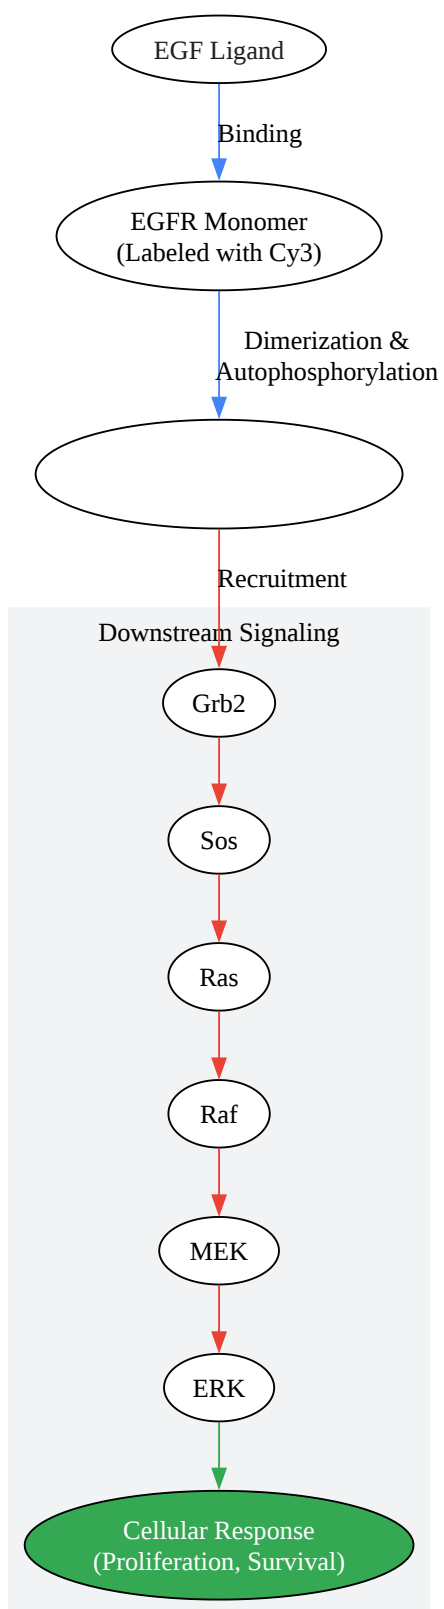 EGF Ligand
Binding
EGFR Monomer
(Labeled with Cy3)
Dimerization &
Autophosphorylation
Recruitment
Downstream Signaling
Grb2
Sos
Ras
Raf
MEK
ERK
Cellular Response
(Proliferation, Survival)